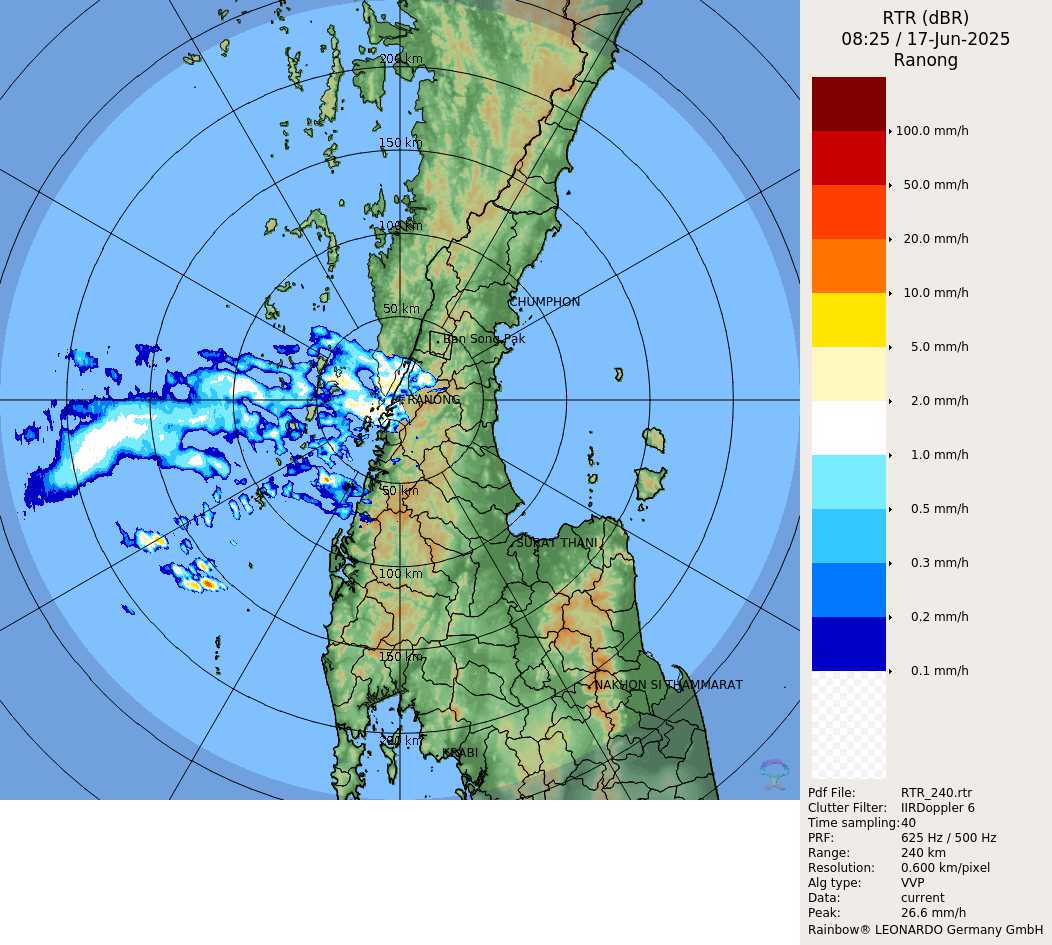 RTR (dBR)
08:25 / 17-Jun-2025
Ranong
100.0 mm/h
50.0 mm/h
20.0 mm/h
10.0 mm/h
5.0 mm/h
2.0 mm/h
1.0 mm/h
0.5 mm/h
0.3 mm/h
0.2 mm/h
0.1 mm/h
Pdf File: RTR_240.rtr
Clutter Filter: IIRDoppler 6
Time sampling: 40
PRF: 625 Hz / 500 Hz
Range: 240 km
Resolution: 0.600 km/pixel
Alg type: VVP
Data: current
Peak: 26.6 mm/h
Rainbow® LEONARDO Germany GmbH
200 km
150 km
100 km
50 km
CHUMPHON
Ban Song Pak
RANONG
50 km
SURAT THANI
100 km
150 km
NAKHON SI THAMMARAT
200 km
KRABI